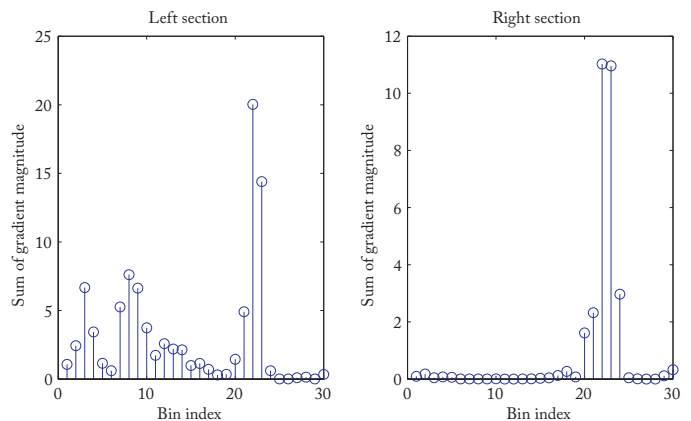 Left section
Sum of gradient magnitude
25
20
15
10
5
0
0 10 20 30
Bin index
Right section
Sum of gradient magnitude
12
10
8
6
4
2
0
0 10 20 30
Bin index